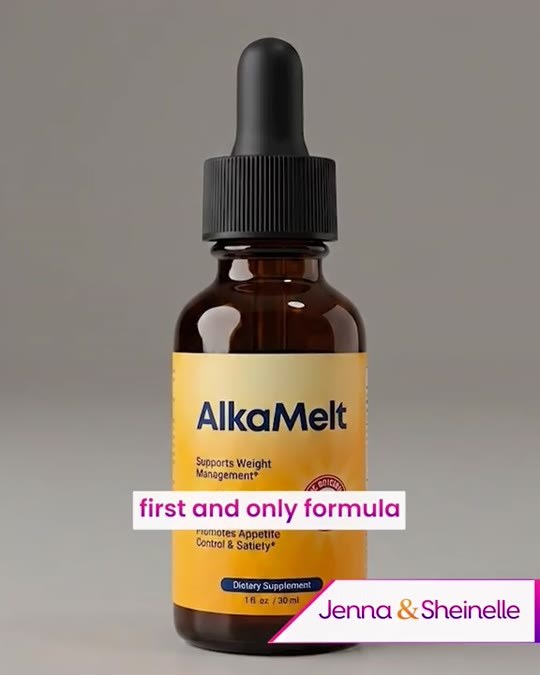 AlkaMelt
Supports Weight
Management*
first and only formula
Promotes Appetite
Control & Satiety*
Dietary Supplement
1 fl oz / 30 ml
Jenna & Sheinelle